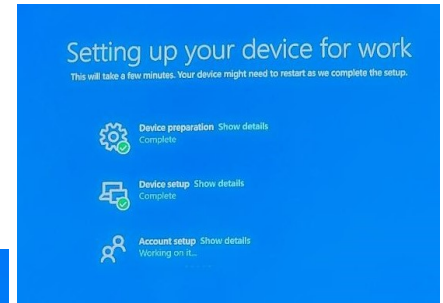 Setting up your device for work
This will take a few minutes. Your device might need to restart as we complete the setup.
Device preparation Show details
Complete
Device setup Show details
Complete
Account setup Show details
Working on it...